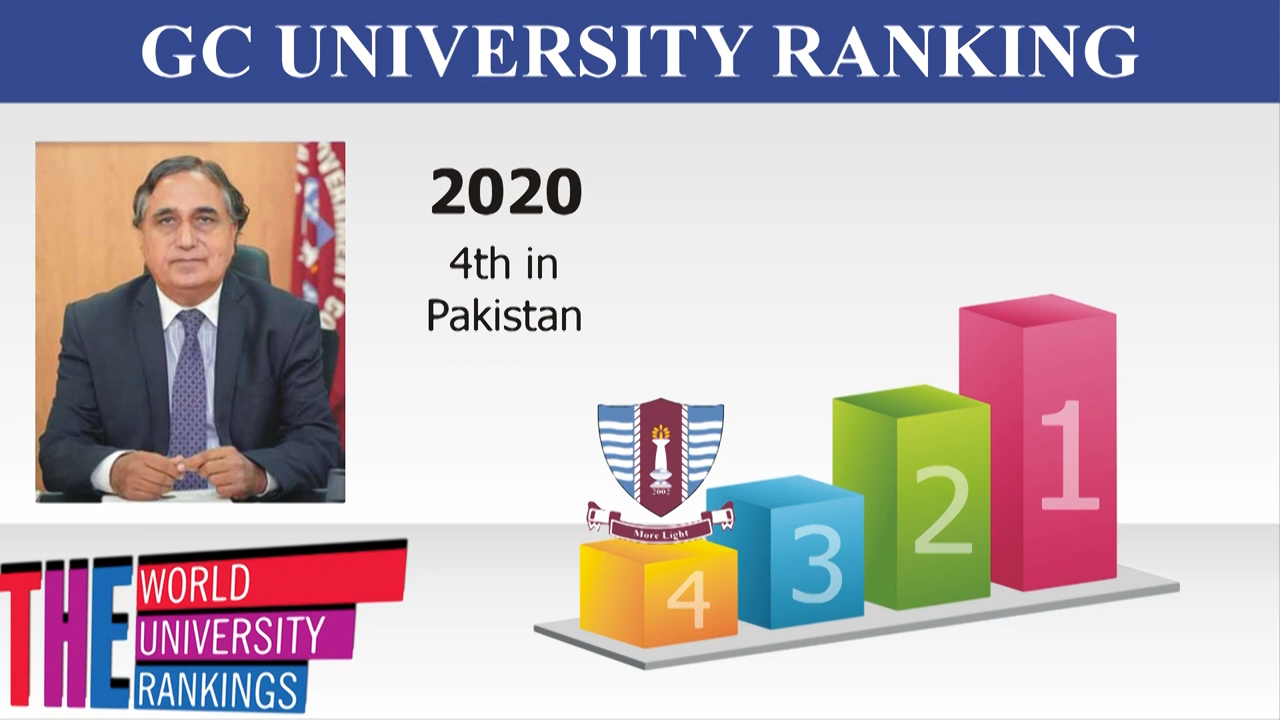 GC UNIVERSITY RANKING
2020
4th in
Pakistan
2002
More Light
4
3
2
1
THE
WORLD
UNIVERSITY
RANKINGS